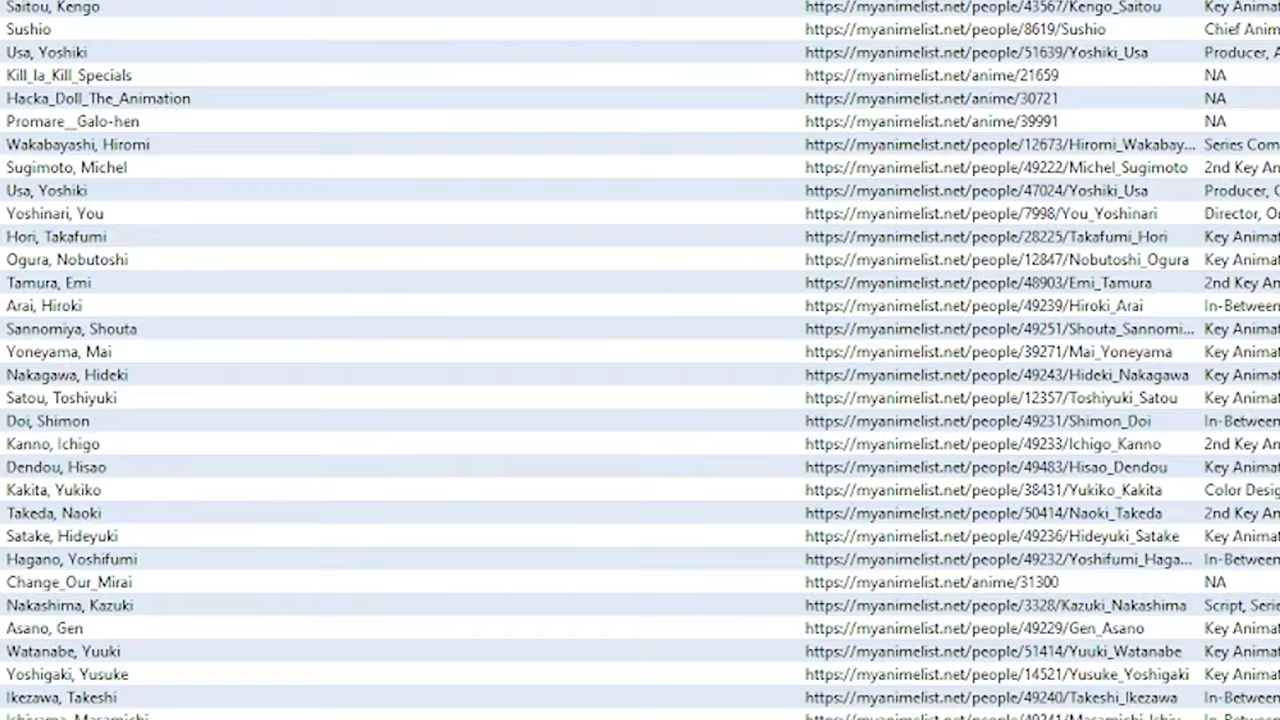 Saitou, Kengo https://myanimelist.net/people/43567/Kengo_Saitou Key Animat
Sushio https://myanimelist.net/people/8619/Sushio Chief Anim
Usa, Yoshiki https://myanimelist.net/people/51639/Yoshiki_Usa Producer, A
Kill_la_Kill_Specials https://myanimelist.net/anime/21659 NA
Hacka_Doll_The_Animation https://myanimelist.net/anime/30721 NA
Promare__Galo-hen https://myanimelist.net/anime/39991 NA
Wakabayashi, Hiromi https://myanimelist.net/people/12673/Hiromi_Wakabay... Series Com
Sugimoto, Michel https://myanimelist.net/people/49222/Michel_Sugimoto 2nd Key An
Usa, Yoshiki https://myanimelist.net/people/47024/Yoshiki_Usa Producer, C
Yoshinari, You https://myanimelist.net/people/7998/You_Yoshinari Director, O
Hori, Takafumi https://myanimelist.net/people/28225/Takafumi_Hori Key Animat
Ogura, Nobutoshi https://myanimelist.net/people/12847/Nobutoshi_Ogura Key Animat
Tamura, Emi https://myanimelist.net/people/48903/Emi_Tamura 2nd Key An
Arai, Hiroki https://myanimelist.net/people/49239/Hiroki_Arai In-Between
Sannomiya, Shouta https://myanimelist.net/people/49251/Shouta_Sannomi... Key Animat
Yoneyama, Mai https://myanimelist.net/people/39271/Mai_Yoneyama Key Animat
Nakagawa, Hideki https://myanimelist.net/people/49243/Hideki_Nakagawa Key Animat
Satou, Toshiyuki https://myanimelist.net/people/12357/Toshiyuki_Satou Key Animat
Doi, Shimon https://myanimelist.net/people/49231/Shimon_Doi In-Between
Kanno, Ichigo https://myanimelist.net/people/49233/Ichigo_Kanno 2nd Key An
Dendou, Hisao https://myanimelist.net/people/49483/Hisao_Dendou Key Animat
Kakita, Yukiko https://myanimelist.net/people/38431/Yukiko_Kakita Color Desig
Takeda, Naoki https://myanimelist.net/people/50414/Naoki_Takeda 2nd Key An
Satake, Hideyuki https://myanimelist.net/people/49236/Hideyuki_Satake Key Animat
Hagano, Yoshifumi https://myanimelist.net/people/49232/Yoshifumi_Haga... In-Between
Change_Our_Mirai https://myanimelist.net/anime/31300 NA
Nakashima, Kazuki https://myanimelist.net/people/3328/Kazuki_Nakashima Script, Seri
Asano, Gen https://myanimelist.net/people/49229/Gen_Asano Key Animat
Watanabe, Yuuki https://myanimelist.net/people/51414/Yuuki_Watanabe Key Animat
Yoshigaki, Yusuke https://myanimelist.net/people/14521/Yusuke_Yoshigaki Key Animat
Ikezawa, Takeshi https://myanimelist.net/people/49240/Takeshi_Ikezawa In-Between